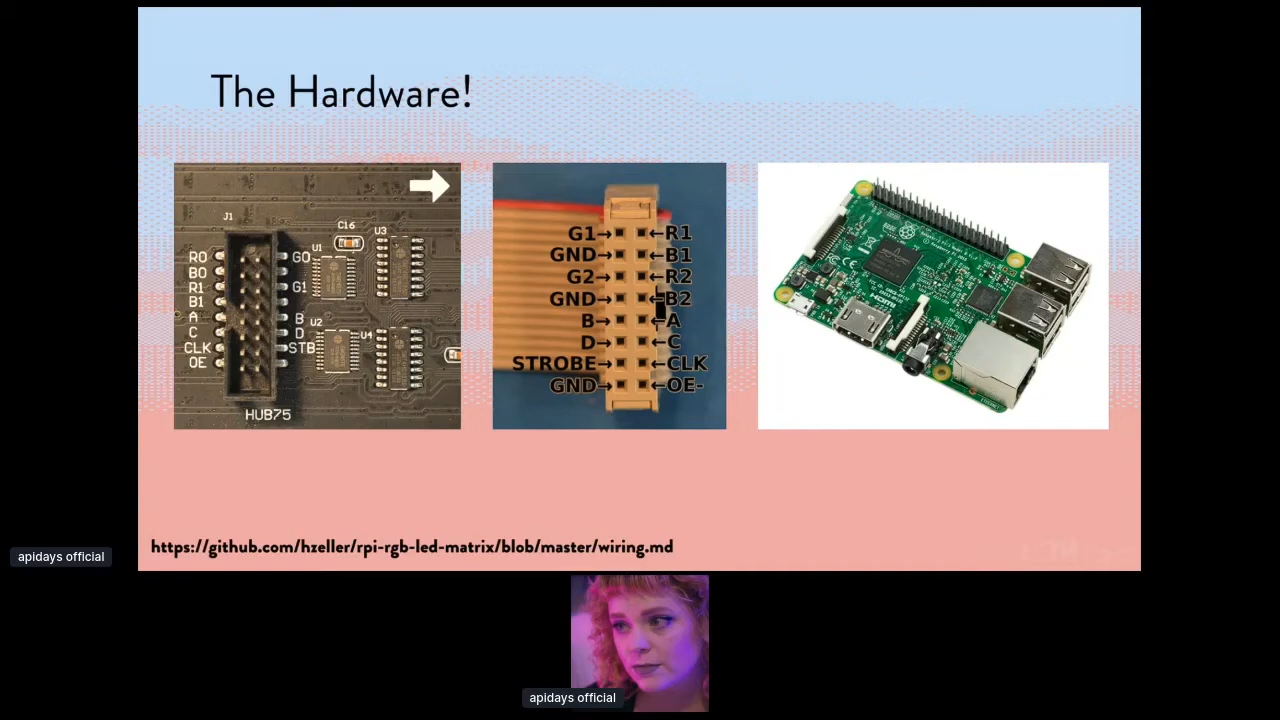 The Hardware!
J1
C16
U3
U1
R0
G0
B0
R1
G1
B1
A
B
U2
C
D
U4
CLK
STB
OE
HUB75
G1→ ←R1
GND→ ←B1
G2→ ←R2
GND→ ←B2
B→ ←A
D→ ←C
STROBE→ ←CLK
GND→ ←OE-
HDMI
https://github.com/hzeller/rpi-rgb-led-matrix/blob/master/wiring.md
apidays official
apidays official